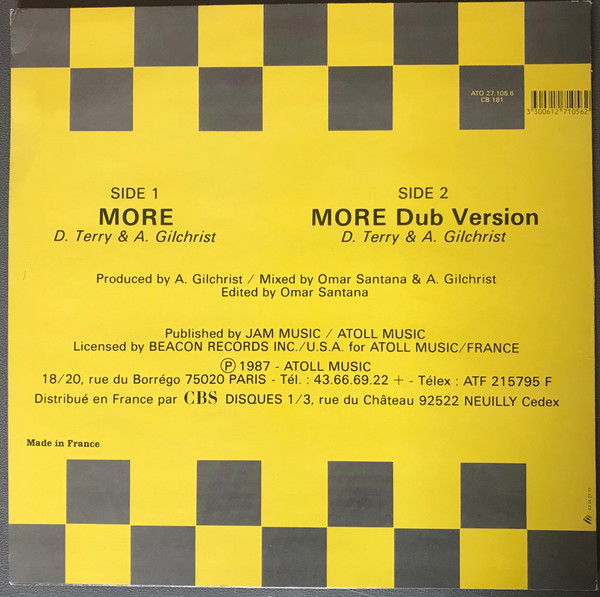 ATO 27.105.6
CB 181
3 300612 710562
SIDE 1
MORE
D. Terry & A. Gilchrist
SIDE 2
MORE Dub Version
D. Terry & A. Gilchrist
Produced by A. Gilchrist / Mixed by Omar Santana & A. Gilchrist
Edited by Omar Santana
Published by JAM MUSIC / ATOLL MUSIC
Licensed by BEACON RECORDS INC./U.S.A. for ATOLL MUSIC/FRANCE
Ⓟ 1987 - ATOLL MUSIC
18/20, rue du Borrégo 75020 PARIS - Tél. : 43.66.69.22 + - Télex : ATF 215795 F
Distribué en France par CBS DISQUES 1/3, rue du Château 92522 NEUILLY Cedex
Made in France